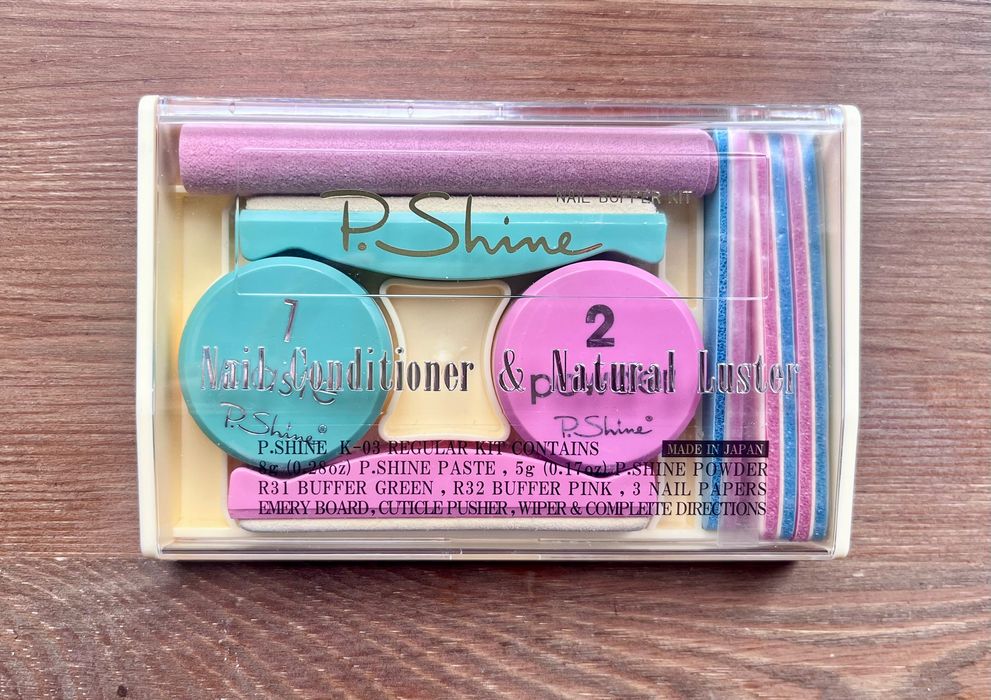 NAIL BUFFER KIT
P.Shine
1
2
Nail Conditioner & Natural Luster
P.Shine®
P.Shine®
P.SHINE K-03 REGULAR KIT CONTAINS
MADE IN JAPAN
8g (0.28oz) P.SHINE PASTE , 5g (0.17oz) P.SHINE POWDER
R31 BUFFER GREEN , R32 BUFFER PINK , 3 NAIL PAPERS
EMERY BOARD , CUTICLE PUSHER , WIPER & COMPLEITE DIRECTIONS